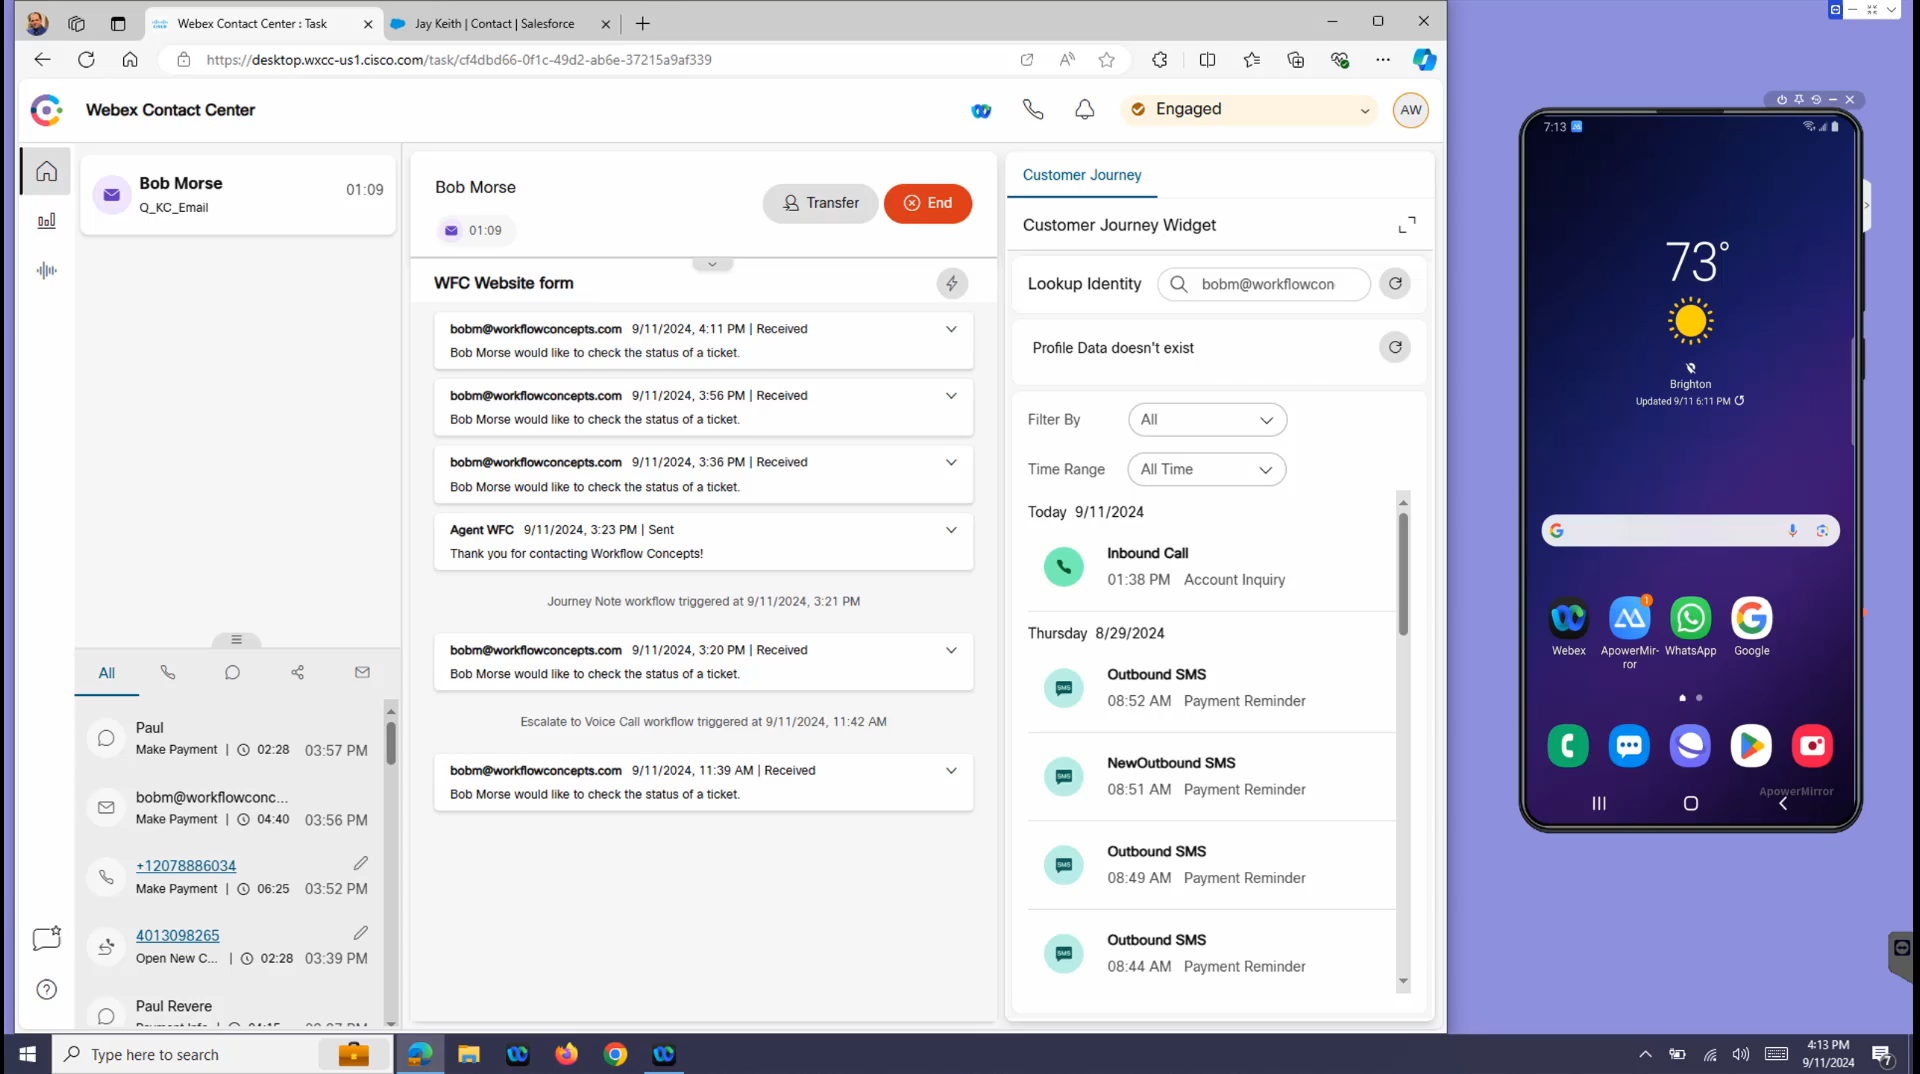 Webex Contact Center : Task
Jay Keith | Contact | Salesforce
https://desktop.wxcc-us1.cisco.com/task/cf4dbd66-0f1c-49d2-ab6e-37215a9af339
Webex Contact Center
Engaged
AW
Bob Morse
01:09
Q_KC_Email
Bob Morse
Transfer
End
01:09
WFC Website form
bobm@workflowconcepts.com 9/11/2024, 4:11 PM | Received
Bob Morse would like to check the status of a ticket.
bobm@workflowconcepts.com 9/11/2024, 3:56 PM | Received
Bob Morse would like to check the status of a ticket.
bobm@workflowconcepts.com 9/11/2024, 3:36 PM | Received
Bob Morse would like to check the status of a ticket.
Agent WFC 9/11/2024, 3:23 PM | Sent
Thank you for contacting Workflow Concepts!
Journey Note workflow triggered at 9/11/2024, 3:21 PM
bobm@workflowconcepts.com 9/11/2024, 3:20 PM | Received
Bob Morse would like to check the status of a ticket.
Escalate to Voice Call workflow triggered at 9/11/2024, 11:42 AM
bobm@workflowconcepts.com 9/11/2024, 11:39 AM | Received
Bob Morse would like to check the status of a ticket.
All
Paul
Make Payment | 02:28 03:57 PM
bobm@workflowconc...
Make Payment | 04:40 03:56 PM
+12078886034
Make Payment | 06:25 03:52 PM
4013098265
Open New C... | 02:28 03:39 PM
Paul Revere
Customer Journey
Customer Journey Widget
Lookup Identity
bobm@workflowcon
Profile Data doesn't exist
Filter By
All
Time Range
All Time
Today 9/11/2024
Inbound Call
01:38 PM Account Inquiry
Thursday 8/29/2024
SMS
Outbound SMS
08:52 AM Payment Reminder
SMS
NewOutbound SMS
08:51 AM Payment Reminder
SMS
Outbound SMS
08:49 AM Payment Reminder
SMS
Outbound SMS
08:44 AM Payment Reminder
7:13
73°
Brighton
Updated 9/11 6:11 PM
1
Webex
ApowerMir-
ror
WhatsApp
Google
ApowerMirror
Type here to search
4:13 PM
9/11/2024
7